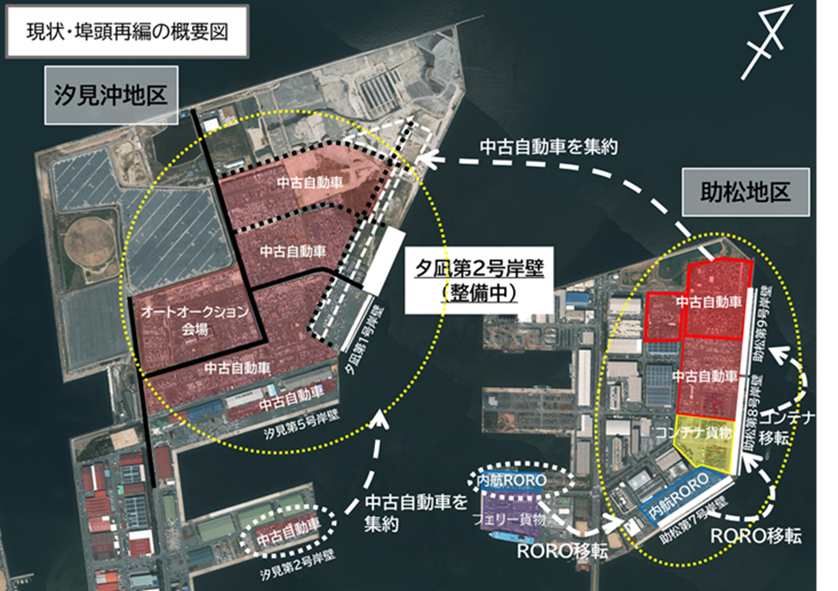 現状・埠頭再編の概要図
汐見沖地区
中古自動車を集約
中古自動車
助松地区
中古自動車
夕凪第2号岸壁
（整備中）
オートオークション
会場
中古自動車
助松第9号岸壁
夕凪第1号岸壁
中古自動車
中古自動車
中古自動車
汐見第5号岸壁
助松第8号岸壁
コンテナ
移転
コンテナ貨物
内航RORO
内航RORO
中古自動車を
集約
フェリー貨物
中古自動車
助松第7号岸壁
RORO移転
RORO移転
汐見第2号岸壁